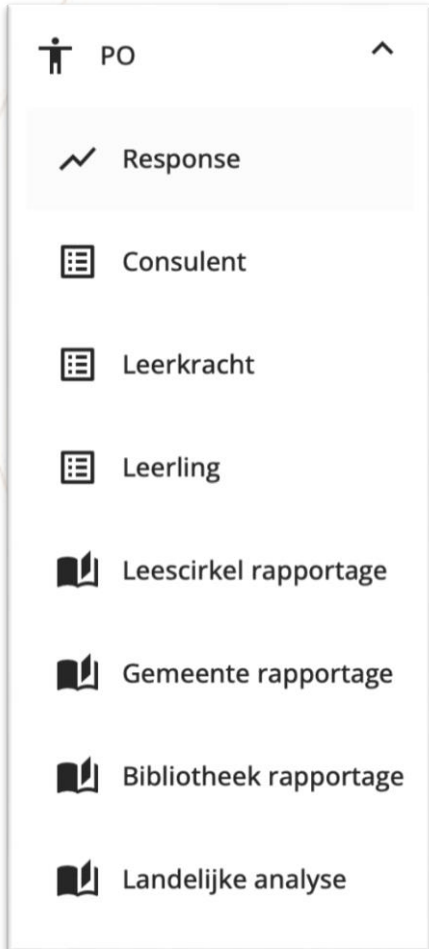 PO
Response
Consulent
Leerkracht
Leerling
Leescirkel rapportage
Gemeente rapportage
Bibliotheek rapportage
Landelijke analyse